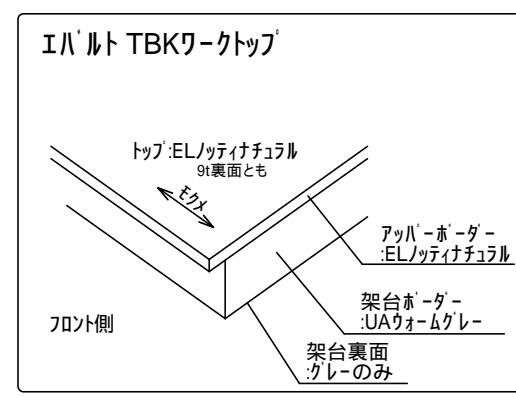 ｴﾊﾞﾙﾄ TBKﾜｰｸﾄｯﾌﾟ
ﾄｯﾌﾟ:ELﾉｯﾃｨﾅﾁｭﾗﾙ
9t裏面とも
ﾓｸﾒ
ｱｯﾊﾟｰﾎﾞｰﾀﾞｰ
:ELﾉｯﾃｨﾅﾁｭﾗﾙ
架台ﾎﾞｰﾀﾞｰ
:UAｳｫｰﾑｸﾞﾚｰ
ﾌﾛﾝﾄ側
架台裏面
:ｸﾞﾚｰのみ